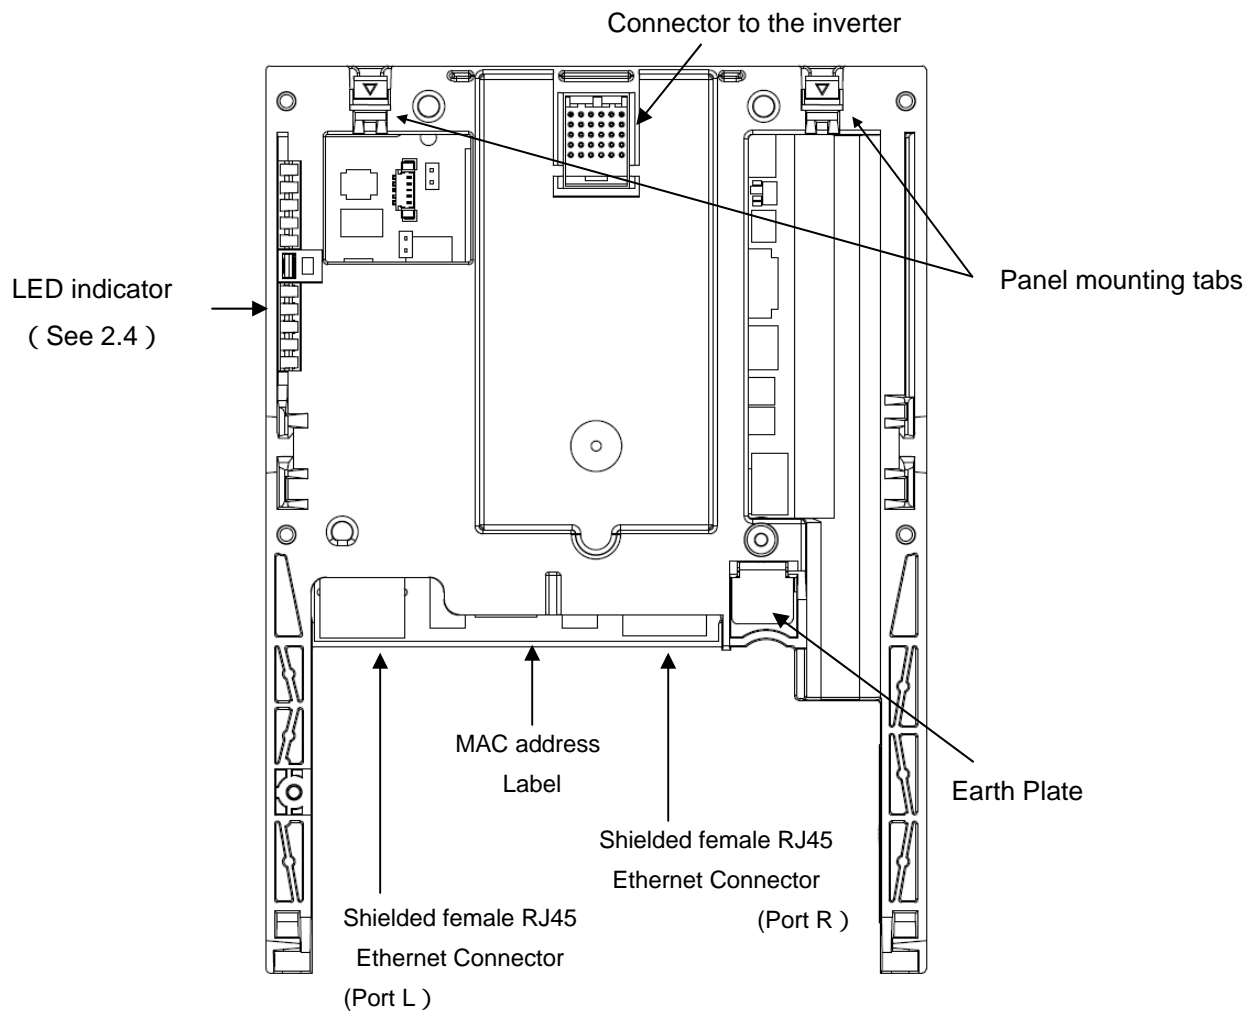 Connector to the inverter
Panel mounting tabs
LED indicator
( See 2.4 )
MAC address
Label
Earth Plate
Shielded female RJ45
Ethernet Connector
(Port R )
Shielded female RJ45
Ethernet Connector
(Port L )